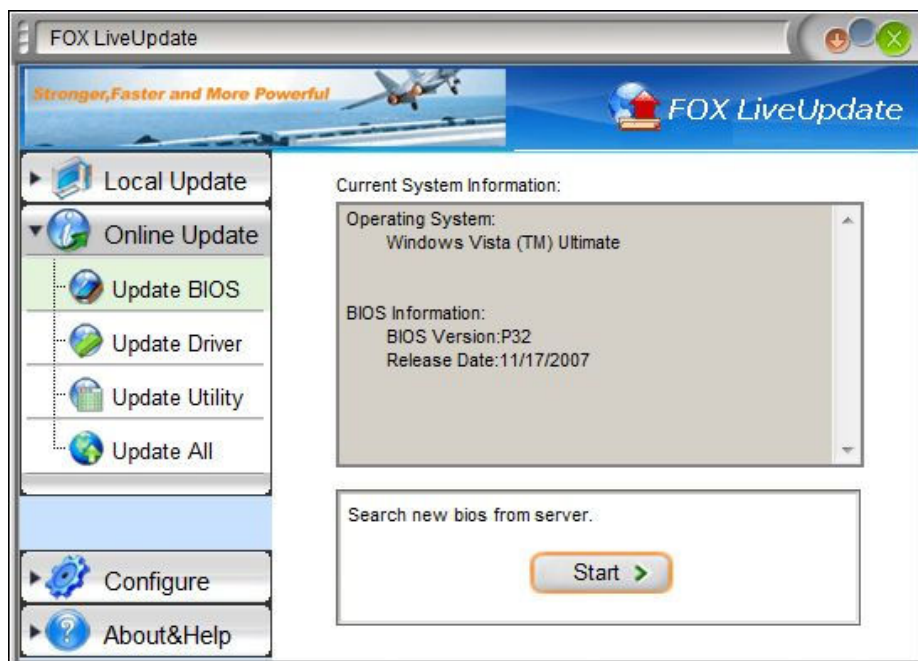 FOX LiveUpdate
Stronger,Faster and More Powerful
FOX LiveUpdate
Local Update
Online Update
Update BIOS
Update Driver
Update Utility
Update All
Configure
About&Help
Current System Information:
Operating System:
Windows Vista (TM) Ultimate
BIOS Information:
BIOS Version:P32
Release Date:11/17/2007
Search new bios from server.
Start